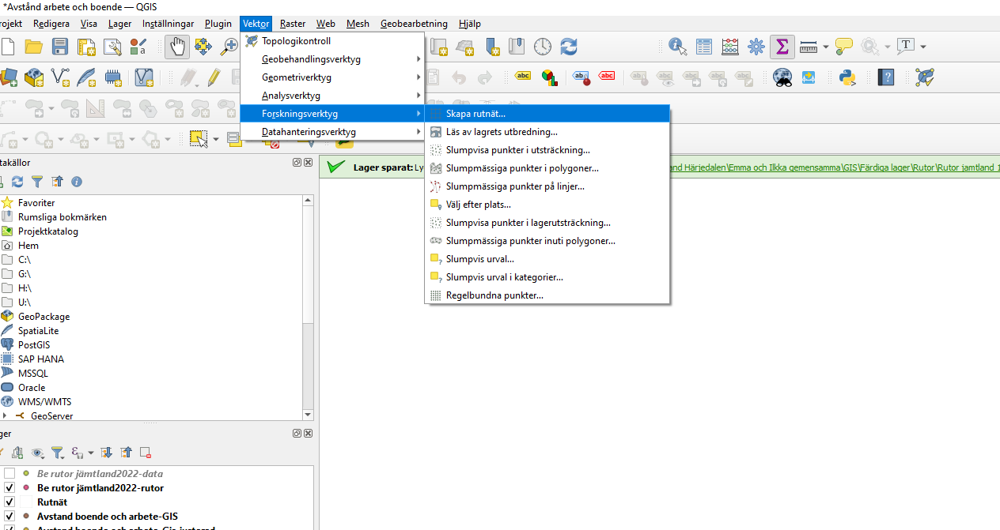 *Avstånd arbete och boende — QGIS
rojekt Redigera Visa Lager Inställningar Plugin Vektor Raster Web Mesh Geobearbetning Hjälp
Topologikontroll
Geobehandlingsverktyg
Geometriverktyg
Analysverktyg
Forskningsverktyg
Datahanteringsverktyg
Skapa rutnät...
Läs av lagrets utbredning...
Slumpvisa punkter i utsträckning...
Slumpmässiga punkter i polygoner...
Slumpmässiga punkter på linjer...
Välj efter plats...
Slumpvisa punkter i lagerutsträckning...
Slumpmässiga punkter inuti polygoner...
Slumpvis urval...
Slumpvis urval i kategorier...
Regelbundna punkter...
abc abc abc
takällor
Lager sparat: Ly
and Härjedalen\Emma och Ilkka gemensamma\GIS\Färdiga lager\Rutor\Rutor jamtland 1
Favoriter
Rumsliga bokmärken
Projektkatalog
Hem
C:\
G:\
H:\
U:\
GeoPackage
SpatiaLite
PostGIS
SAP HANA
MSSQL
Oracle
WMS/WMTS
GeoServer
ger
Be rutor jämtland2022-data
Be rutor jämtland2022-rutor
Rutnät
Avstand boende och arbete-GIS
Avstand boende och arbete-Gis justerad